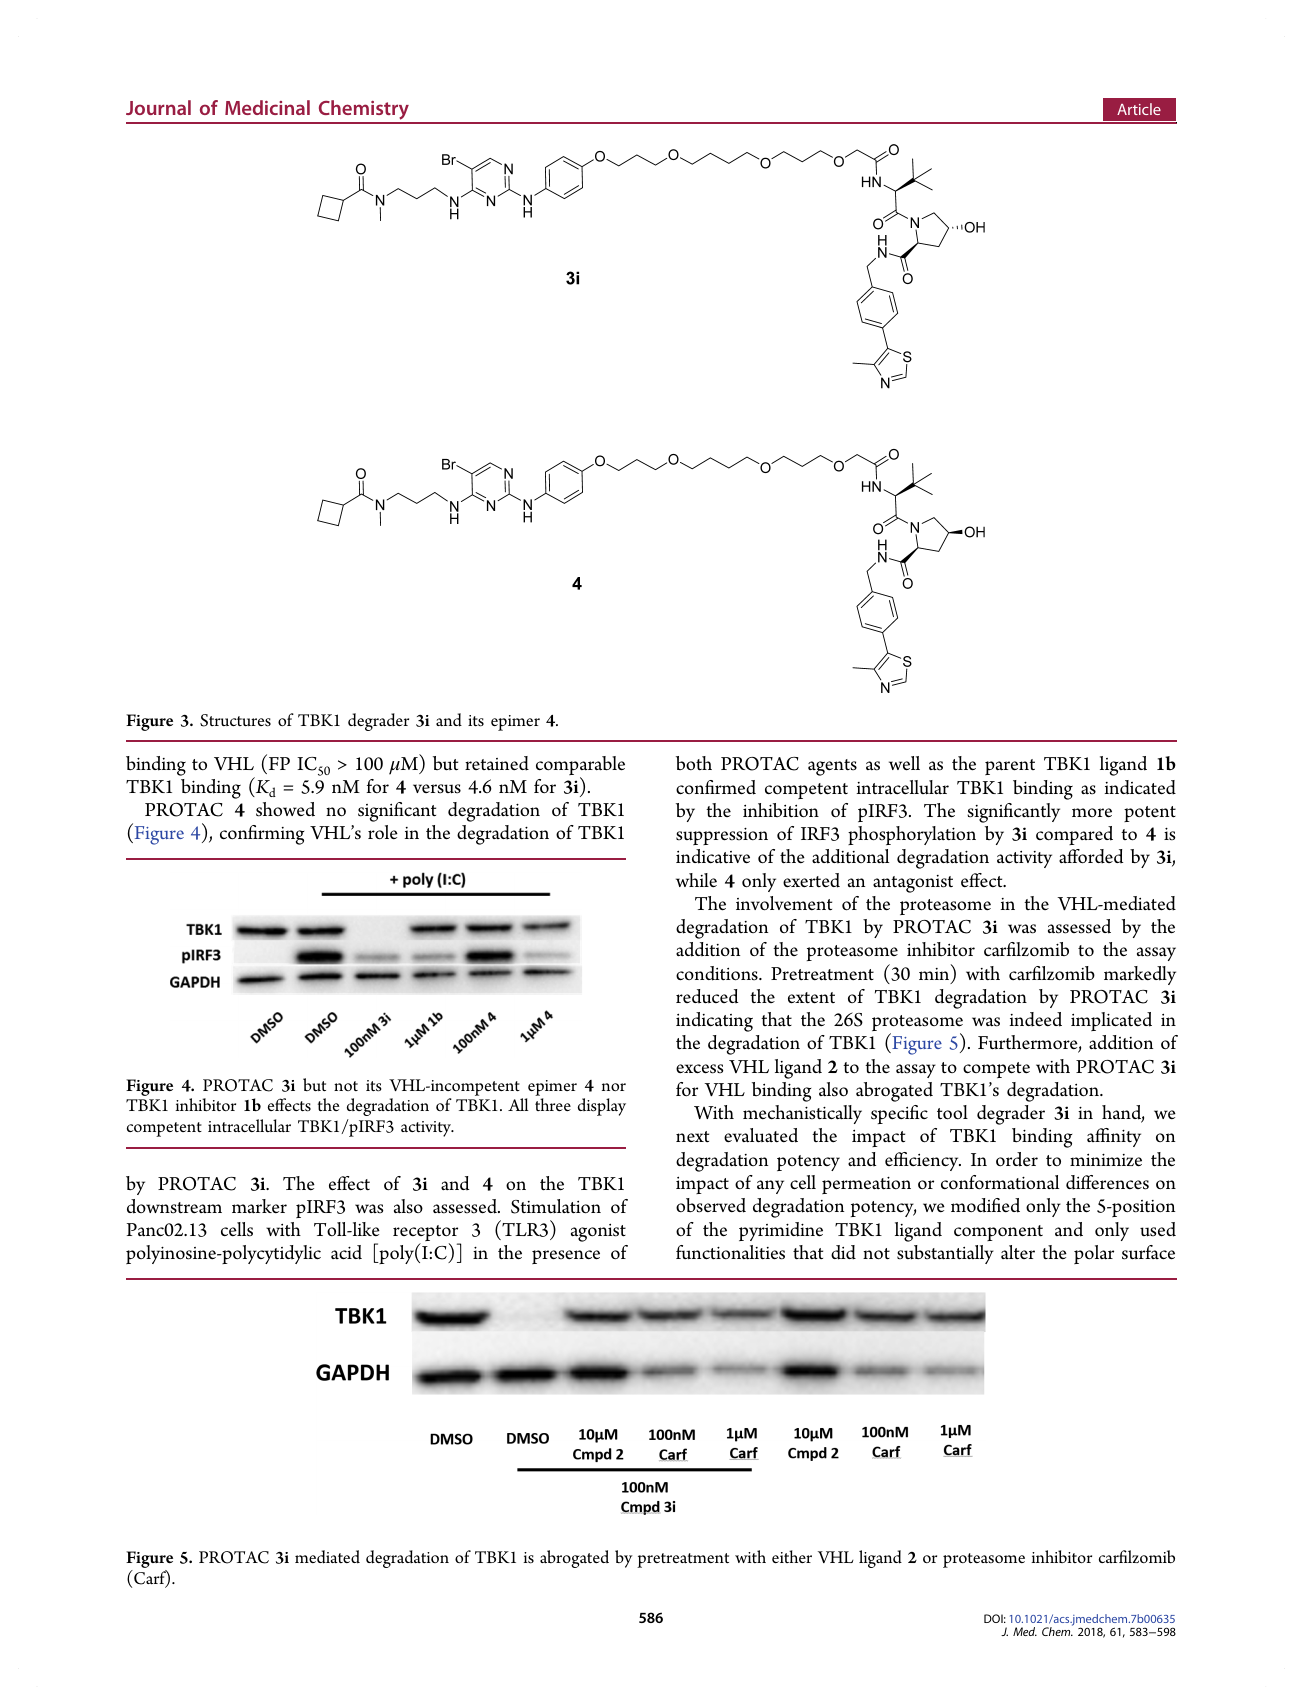 Journal of Medicinal Chemistry
Article
O
N
N
H
Br
N
N
N
H
O
O
O
O
O
HN
O
N
OH
H
N
O
S
N
3i
O
N
N
H
Br
N
N
N
H
O
O
O
O
O
HN
O
N
OH
H
N
O
S
N
4
Figure 3. Structures of TBK1 degrader 3i and its epimer 4.
binding to VHL (FP IC50 > 100 μM) but retained comparable
TBK1 binding (Kd = 5.9 nM for 4 versus 4.6 nM for 3i).
PROTAC 4 showed no significant degradation of TBK1
(Figure 4), confirming VHL's role in the degradation of TBK1
+ poly (I:C)
TBK1
pIRF3
GAPDH
DMSO
DMSO
100nM 3i
1μM 1b
100nM 4
1μM 4
Figure 4. PROTAC 3i but not its VHL-incompetent epimer 4 nor
TBK1 inhibitor 1b effects the degradation of TBK1. All three display
competent intracellular TBK1/pIRF3 activity.
by PROTAC 3i. The effect of 3i and 4 on the TBK1
downstream marker pIRF3 was also assessed. Stimulation of
Panc02.13 cells with Toll-like receptor 3 (TLR3) agonist
polyinosine-polycytidylic acid [poly(I:C)] in the presence of
both PROTAC agents as well as the parent TBK1 ligand 1b
confirmed competent intracellular TBK1 binding as indicated
by the inhibition of pIRF3. The significantly more potent
suppression of IRF3 phosphorylation by 3i compared to 4 is
indicative of the additional degradation activity afforded by 3i,
while 4 only exerted an antagonist effect.
The involvement of the proteasome in the VHL-mediated
degradation of TBK1 by PROTAC 3i was assessed by the
addition of the proteasome inhibitor carfilzomib to the assay
conditions. Pretreatment (30 min) with carfilzomib markedly
reduced the extent of TBK1 degradation by PROTAC 3i
indicating that the 26S proteasome was indeed implicated in
the degradation of TBK1 (Figure 5). Furthermore, addition of
excess VHL ligand 2 to the assay to compete with PROTAC 3i
for VHL binding also abrogated TBK1's degradation.
With mechanistically specific tool degrader 3i in hand, we
next evaluated the impact of TBK1 binding affinity on
degradation potency and efficiency. In order to minimize the
impact of any cell permeation or conformational differences on
observed degradation potency, we modified only the 5-position
of the pyrimidine TBK1 ligand component and only used
functionalities that did not substantially alter the polar surface
TBK1
GAPDH
DMSO
DMSO
10μM
Cmpd 2
100nM
Carf
1μM
Carf
10μM
Cmpd 2
100nM
Carf
1μM
Carf
100nM
Cmpd 3i
Figure 5. PROTAC 3i mediated degradation of TBK1 is abrogated by pretreatment with either VHL ligand 2 or proteasome inhibitor carfilzomib
(Carf).
586
DOI: 10.1021/acs.jmedchem.7b00635
J. Med. Chem. 2018, 61, 583−598